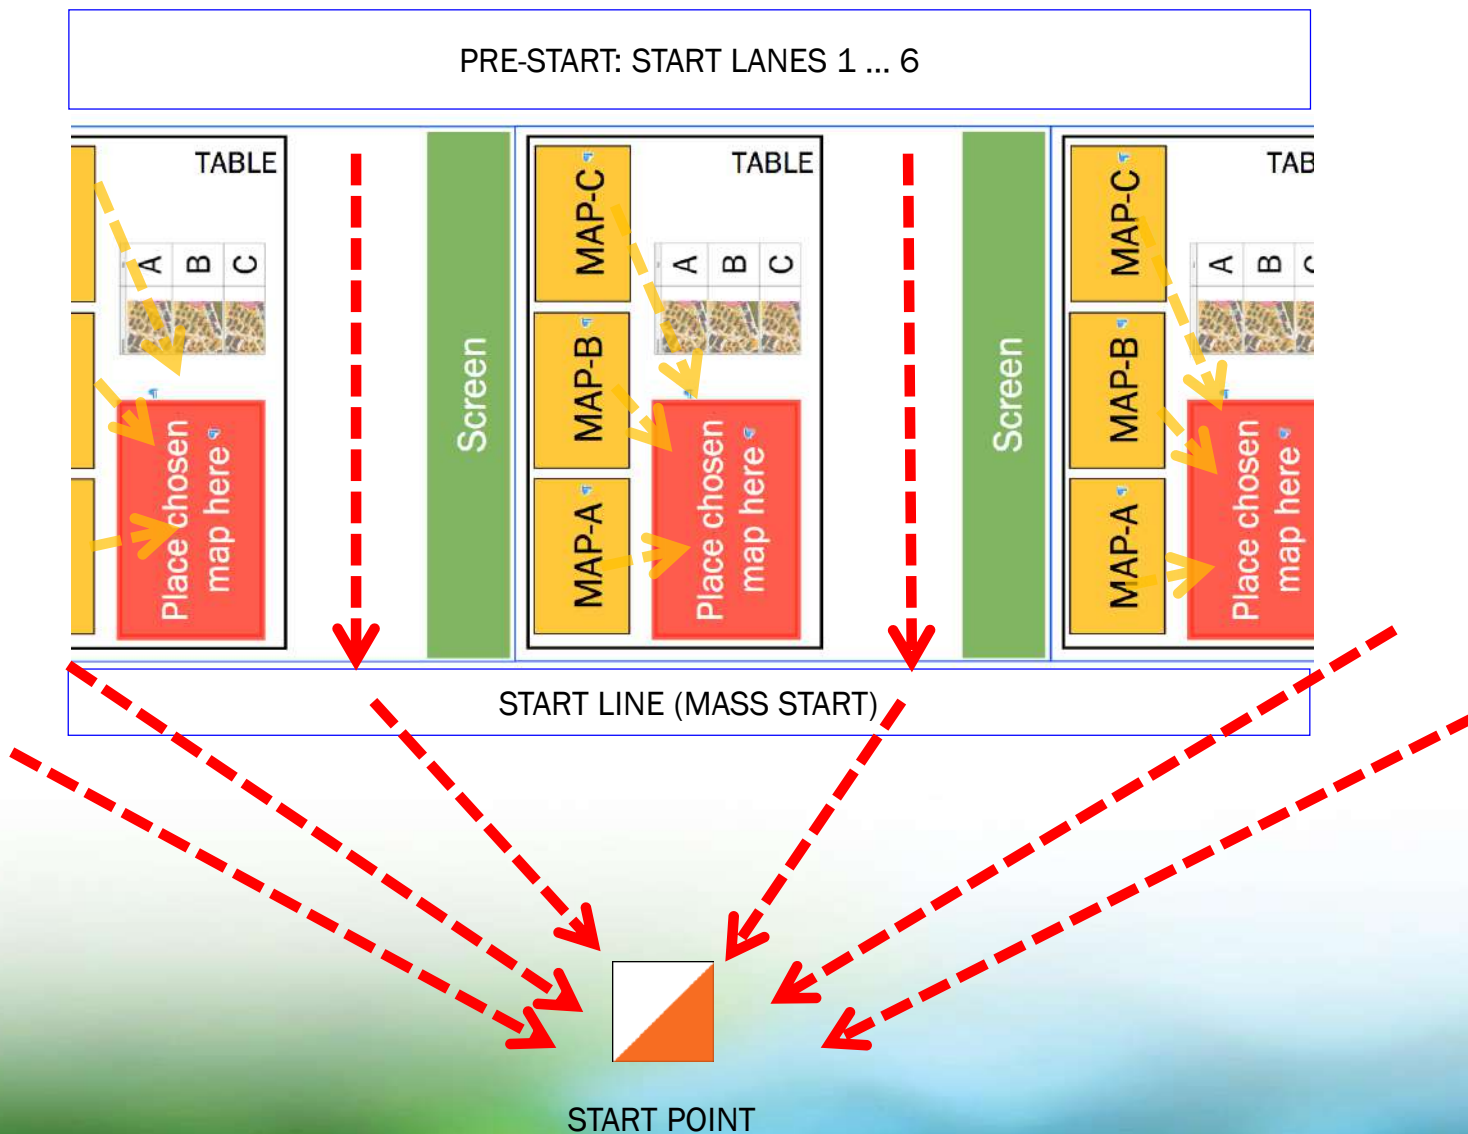 PRE-START: START LANES 1 ... 6
TABLE
A
B
C
Place chosen
map here
Screen
MAP-C
MAP-B
MAP-A
TABLE
A
B
C
Place chosen
map here
Screen
MAP-C
MAP-B
MAP-A
TAB
A
B
C
Place chosen
map here
START LINE (MASS START)
START POINT